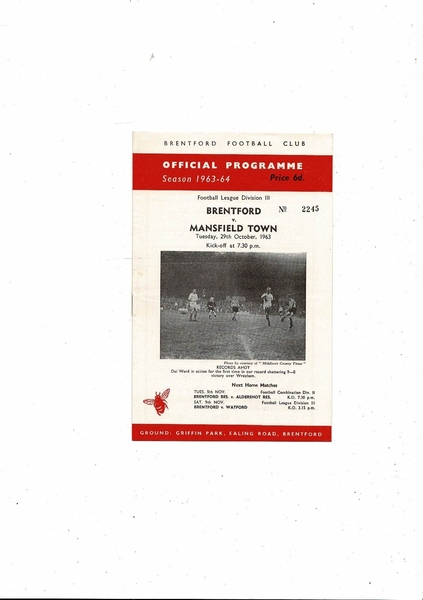 BRENTFORD FOOTBALL CLUB
OFFICIAL PROGRAMME
Season 1963-64 Price 6d.
Football League Division III
BRENTFORD Nº 2245
v.
MANSFIELD TOWN
Tuesday, 29th October, 1963
Kick-off at 7.30 p.m.
Photo by courtesy of "Middlesex County Times"
RECORDS AHOY
Dai Ward in action for the first time in our record shattering 9-0
victory over Wrexham.
Next Home Matches
TUES. 5th NOV. Football Combination Div. II
BRENTFORD RES. v. ALDERSHOT RES. K.O. 7.30 p.m.
SAT. 9th NOV. Football League Division III
BRENTFORD v. WATFORD K.O. 3.15 p.m.
GROUND: GRIFFIN PARK, EALING ROAD, BRENTFORD